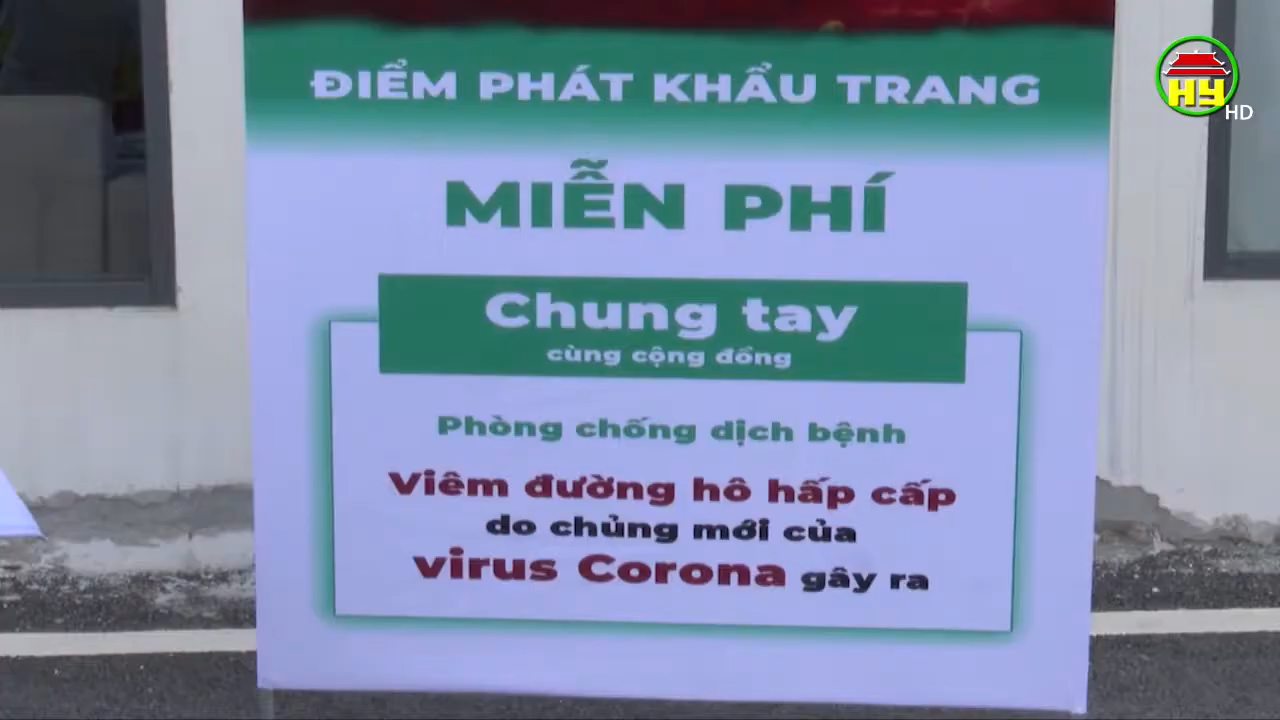 ĐIỂM PHÁT KHẨU TRANG
MIỄN PHÍ
Chung tay
cùng cộng đồng
Phòng chống dịch bệnh
Viêm đường hô hấp cấp
do chủng mới của
virus Corona gây ra
HY
HD